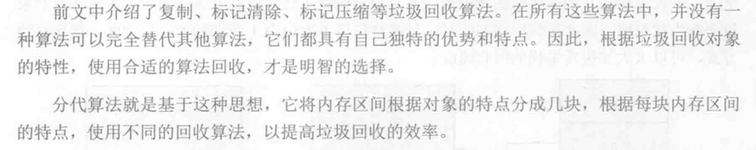 前文中介绍了复制、标记清除、标记压缩等垃圾回收算法。在所有这些算法中，并没有一
种算法可以完全替代其他算法，它们都具有自己独特的优势和特点。因此，根据垃圾回收对象
的特性，使用合适的算法回收，才是明智的选择。
分代算法就是基于这种思想，它将内存区间根据对象的特点分成几块，根据每块内存区间
的特点，使用不同的回收算法，以提高垃圾回收的效率。